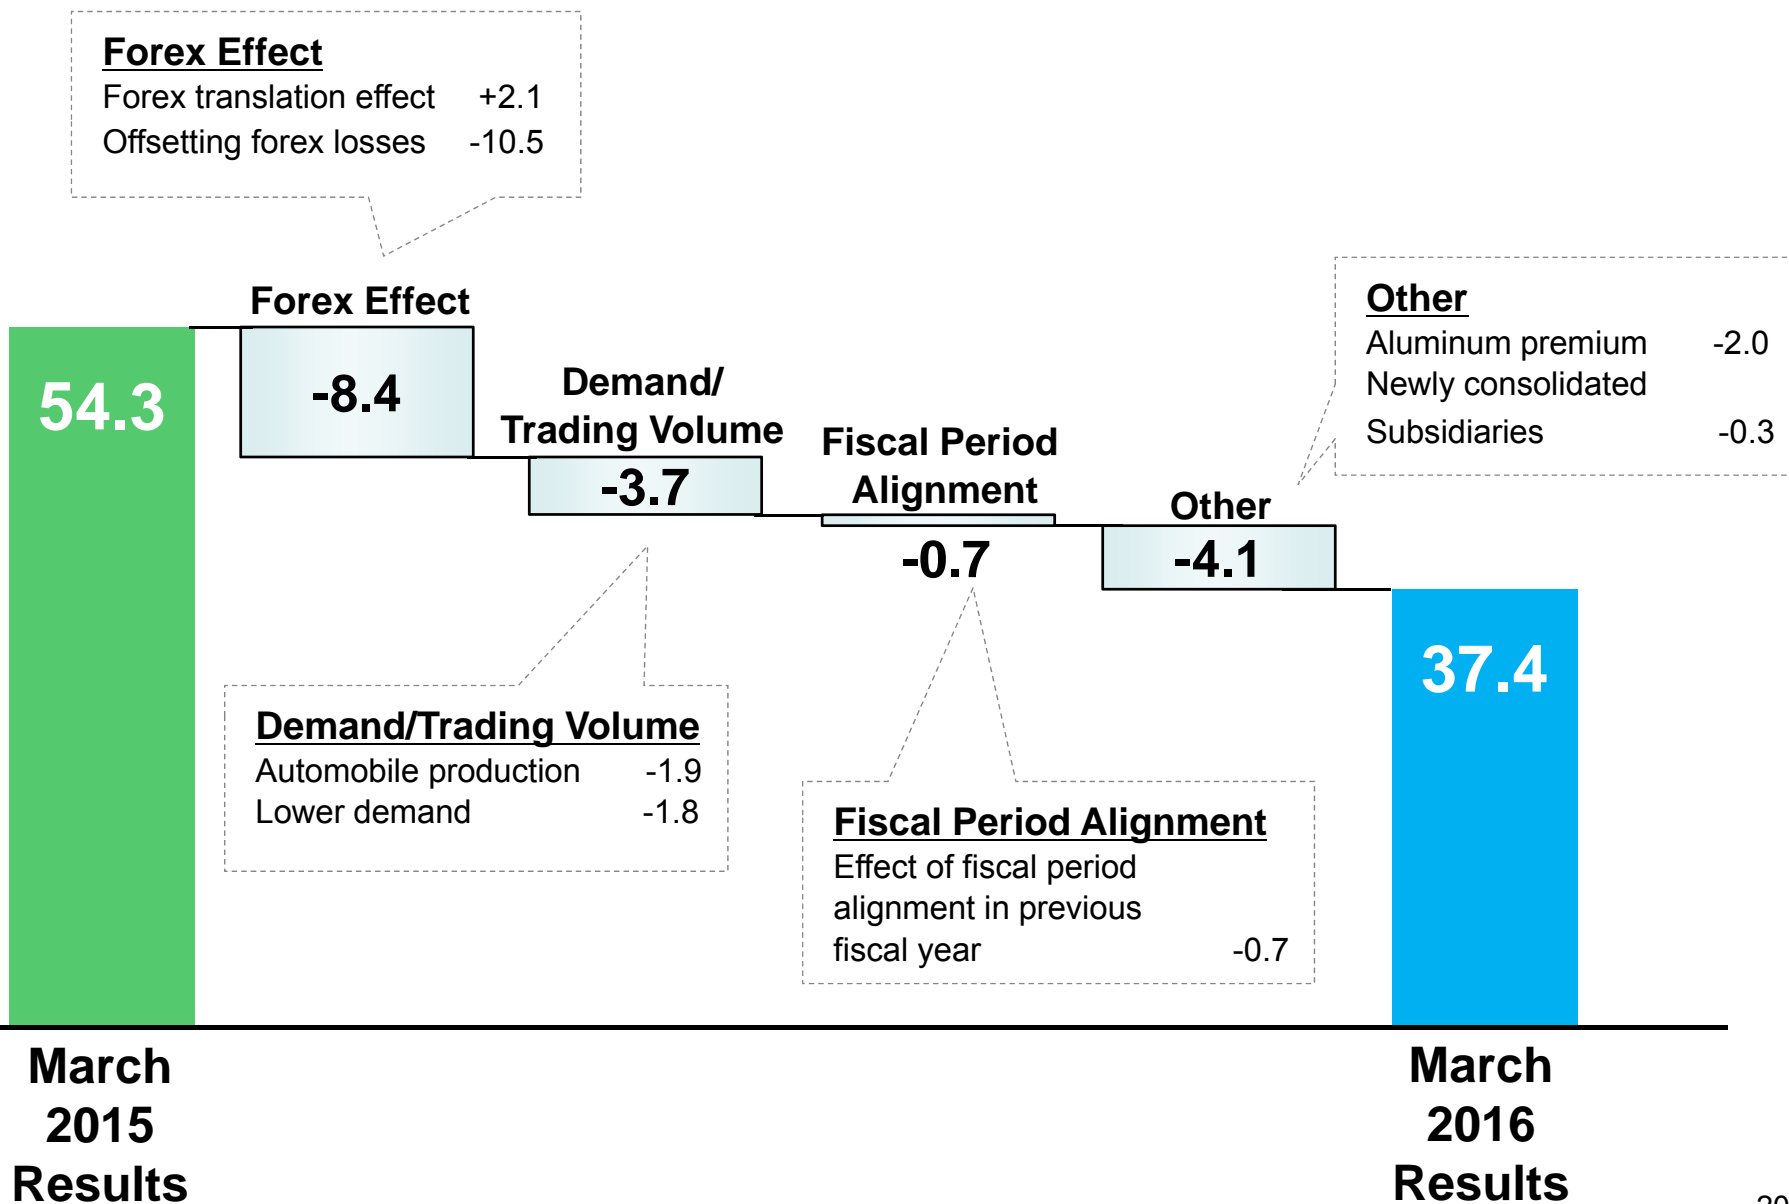 Forex Effect
Forex translation effect +2.1
Offsetting forex losses -10.5
Forex Effect
54.3
-8.4
Demand/
Trading Volume
-3.7
Fiscal Period
Alignment
-0.7
Other
-4.1
Other
Aluminum premium -2.0
Newly consolidated
Subsidiaries -0.3
37.4
Demand/Trading Volume
Automobile production -1.9
Lower demand -1.8
Fiscal Period Alignment
Effect of fiscal period
alignment in previous
fiscal year -0.7
March
2015
Results
March
2016
Results
20